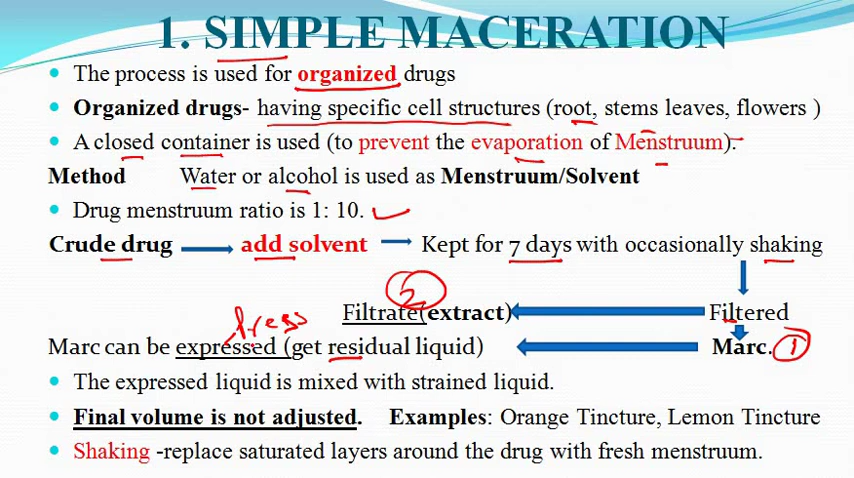 1. SIMPLE MACERATION
The process is used for organized drugs
Organized drugs- having specific cell structures (root, stems leaves, flowers )
A closed container is used (to prevent the evaporation of Menstruum).
Method Water or alcohol is used as Menstruum/Solvent
Drug menstruum ratio is 1: 10.
Crude drug add solvent Kept for 7 days with occasionally shaking
2
Filtrate(extract) Filtered
Press
Marc can be expressed (get residual liquid) Marc. 1
The expressed liquid is mixed with strained liquid.
Final volume is not adjusted. Examples: Orange Tincture, Lemon Tincture
Shaking -replace saturated layers around the drug with fresh menstruum.